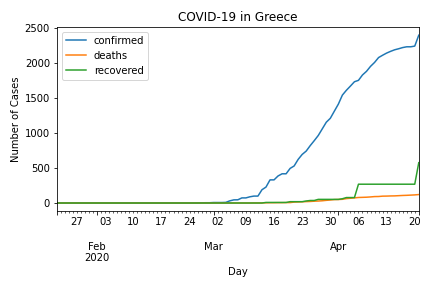 COVID-19 in Greece
confirmed
deaths
recovered
Number of Cases
2500
2000
1500
1000
500
0
27 03 10 17 24 02 09 16 23 30 06 13 20
Feb Mar Apr
2020
Day